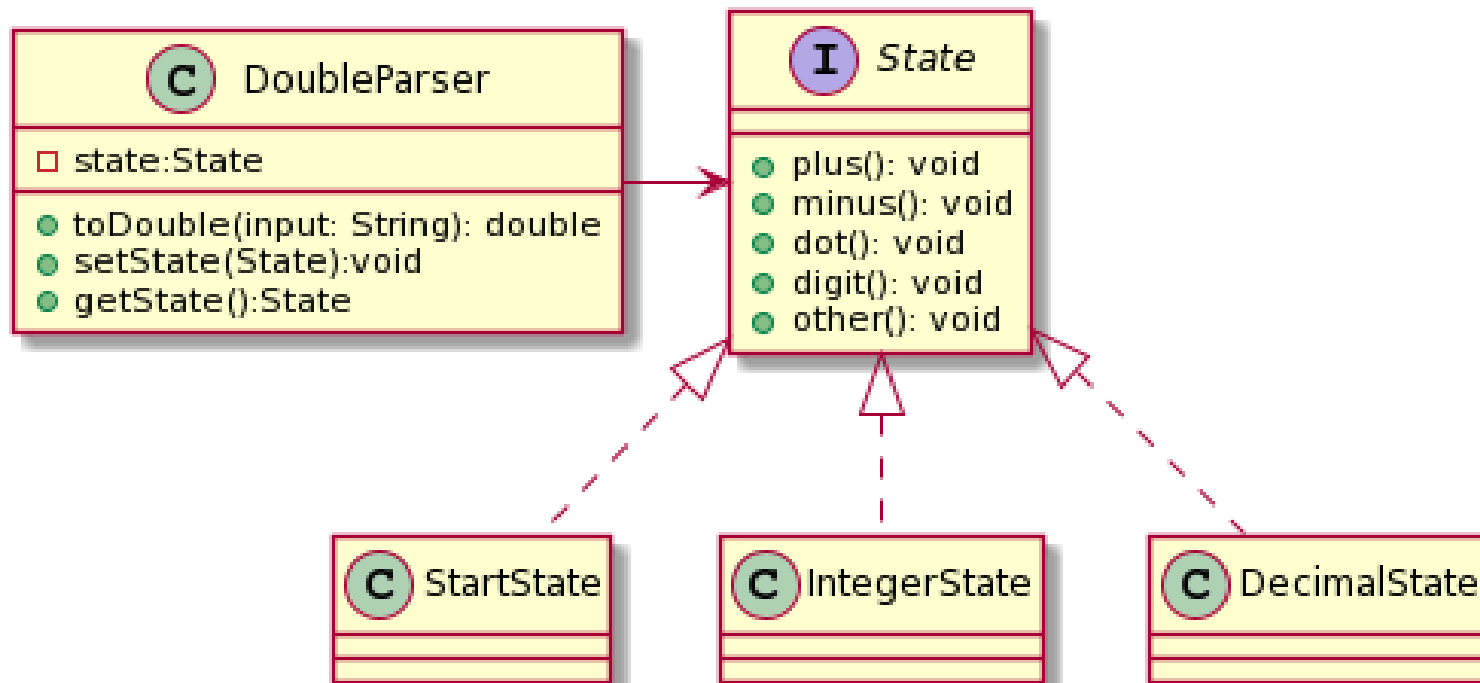 C DoubleParser
state:State
toDouble(input: String): double
setState(State):void
getState():State
I State
plus(): void
minus(): void
dot(): void
digit(): void
other(): void
C StartState
C IntegerState
C DecimalState